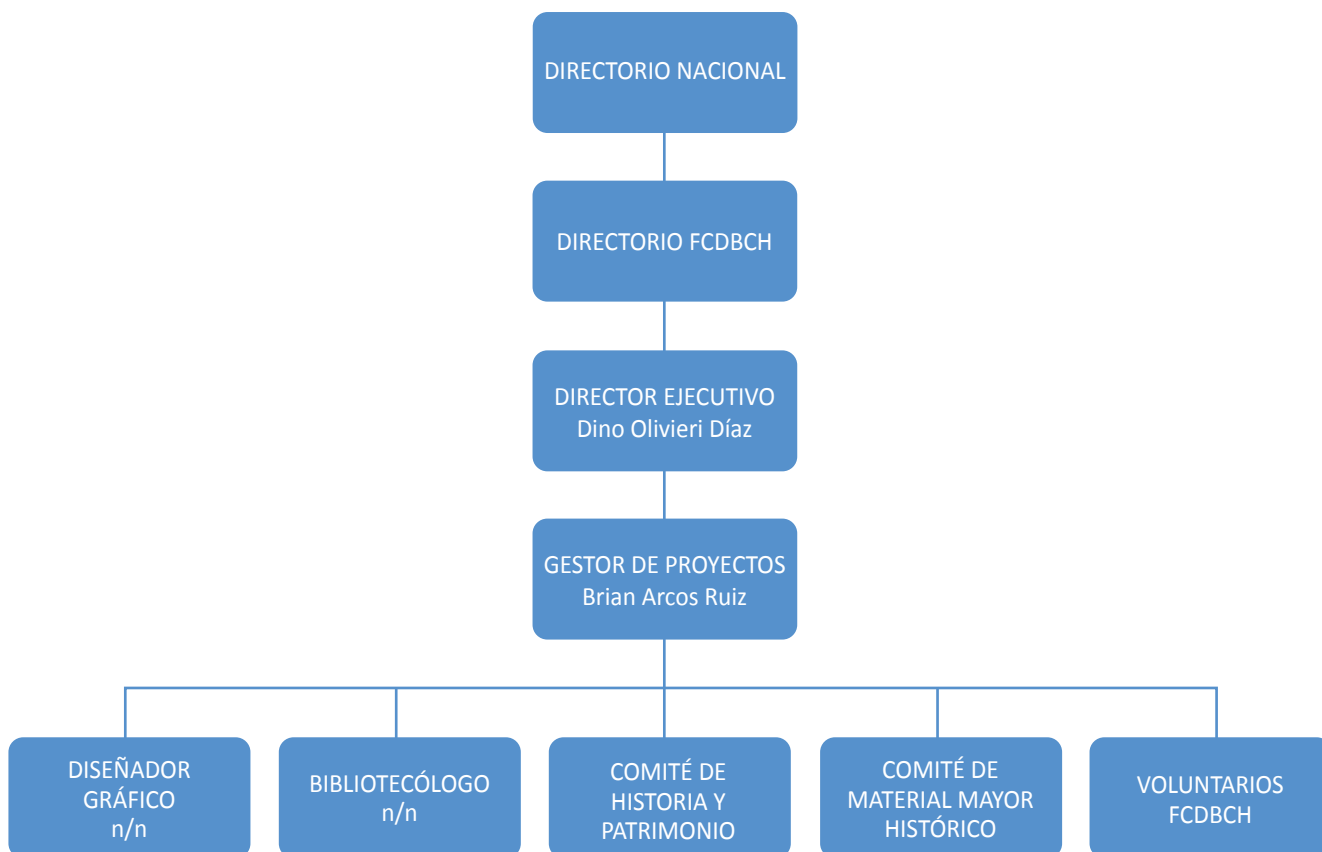 DIRECTORIO NACIONAL
DIRECTORIO FCDBCH
DIRECTOR EJECUTIVO
Dino Olivieri Díaz
GESTOR DE PROYECTOS
Brian Arcos Ruiz
DISEÑADOR
GRÁFICO
n/n
BIBLIOTECÓLOGO
n/n
COMITÉ DE
HISTORIA Y
PATRIMONIO
COMITÉ DE
MATERIAL MAYOR
HISTÓRICO
VOLUNTARIOS
FCDBCH